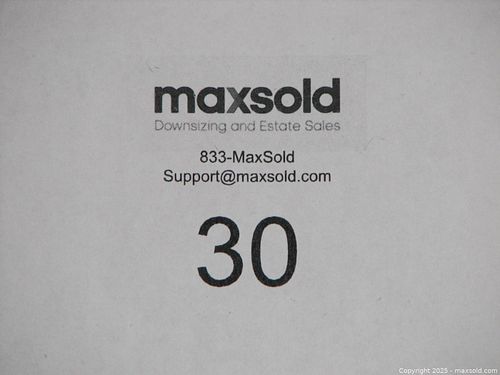 maxsold
Downsizing and Estate Sales
833-MaxSold
Support@maxsold.com
30
Copyright 2025 - maxsold.com